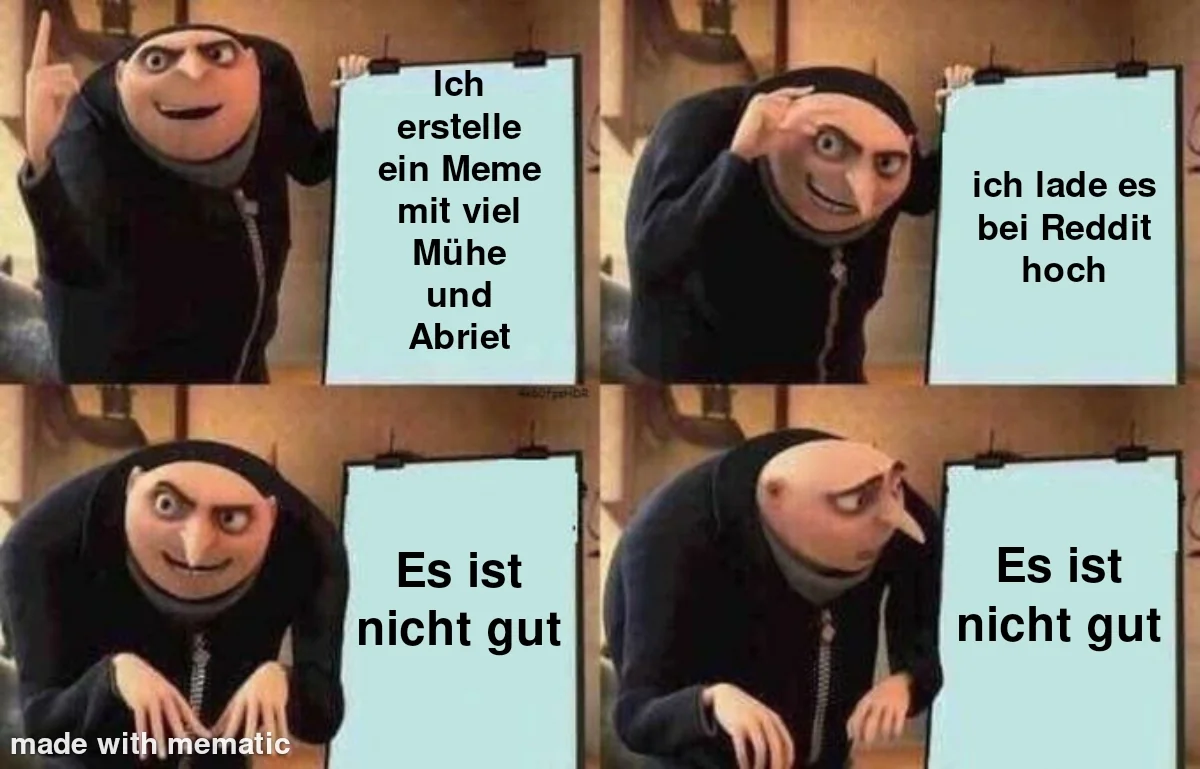 Ich
erstelle
ein Meme
mit viel
Mühe
und
Abriet
ich lade es
bei Reddit
hoch
Es ist
nicht gut
Es ist
nicht gut
made with mematic